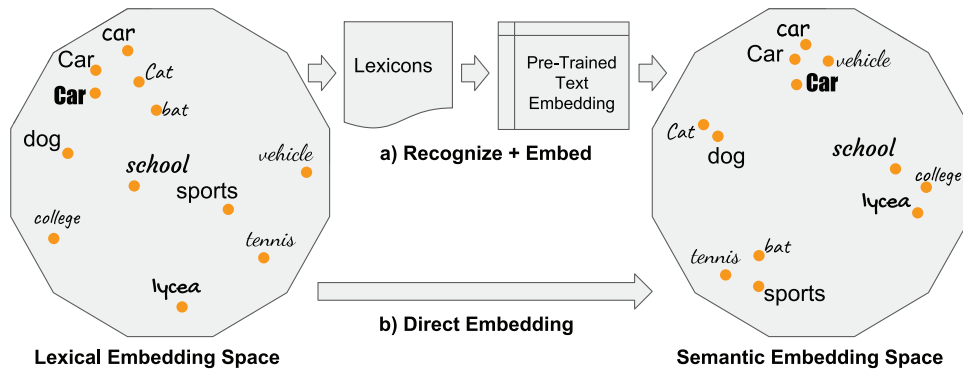 car
Car
Cat
Car
bat
dog
school
vehicle
sports
college
tennis
lycea
Lexical Embedding Space
Lexicons
Pre-Trained
Text
Embedding
a) Recognize + Embed
b) Direct Embedding
car
Car
vehicle
Car
Cat
dog
school
college
lycea
bat
tennis
sports
Semantic Embedding Space